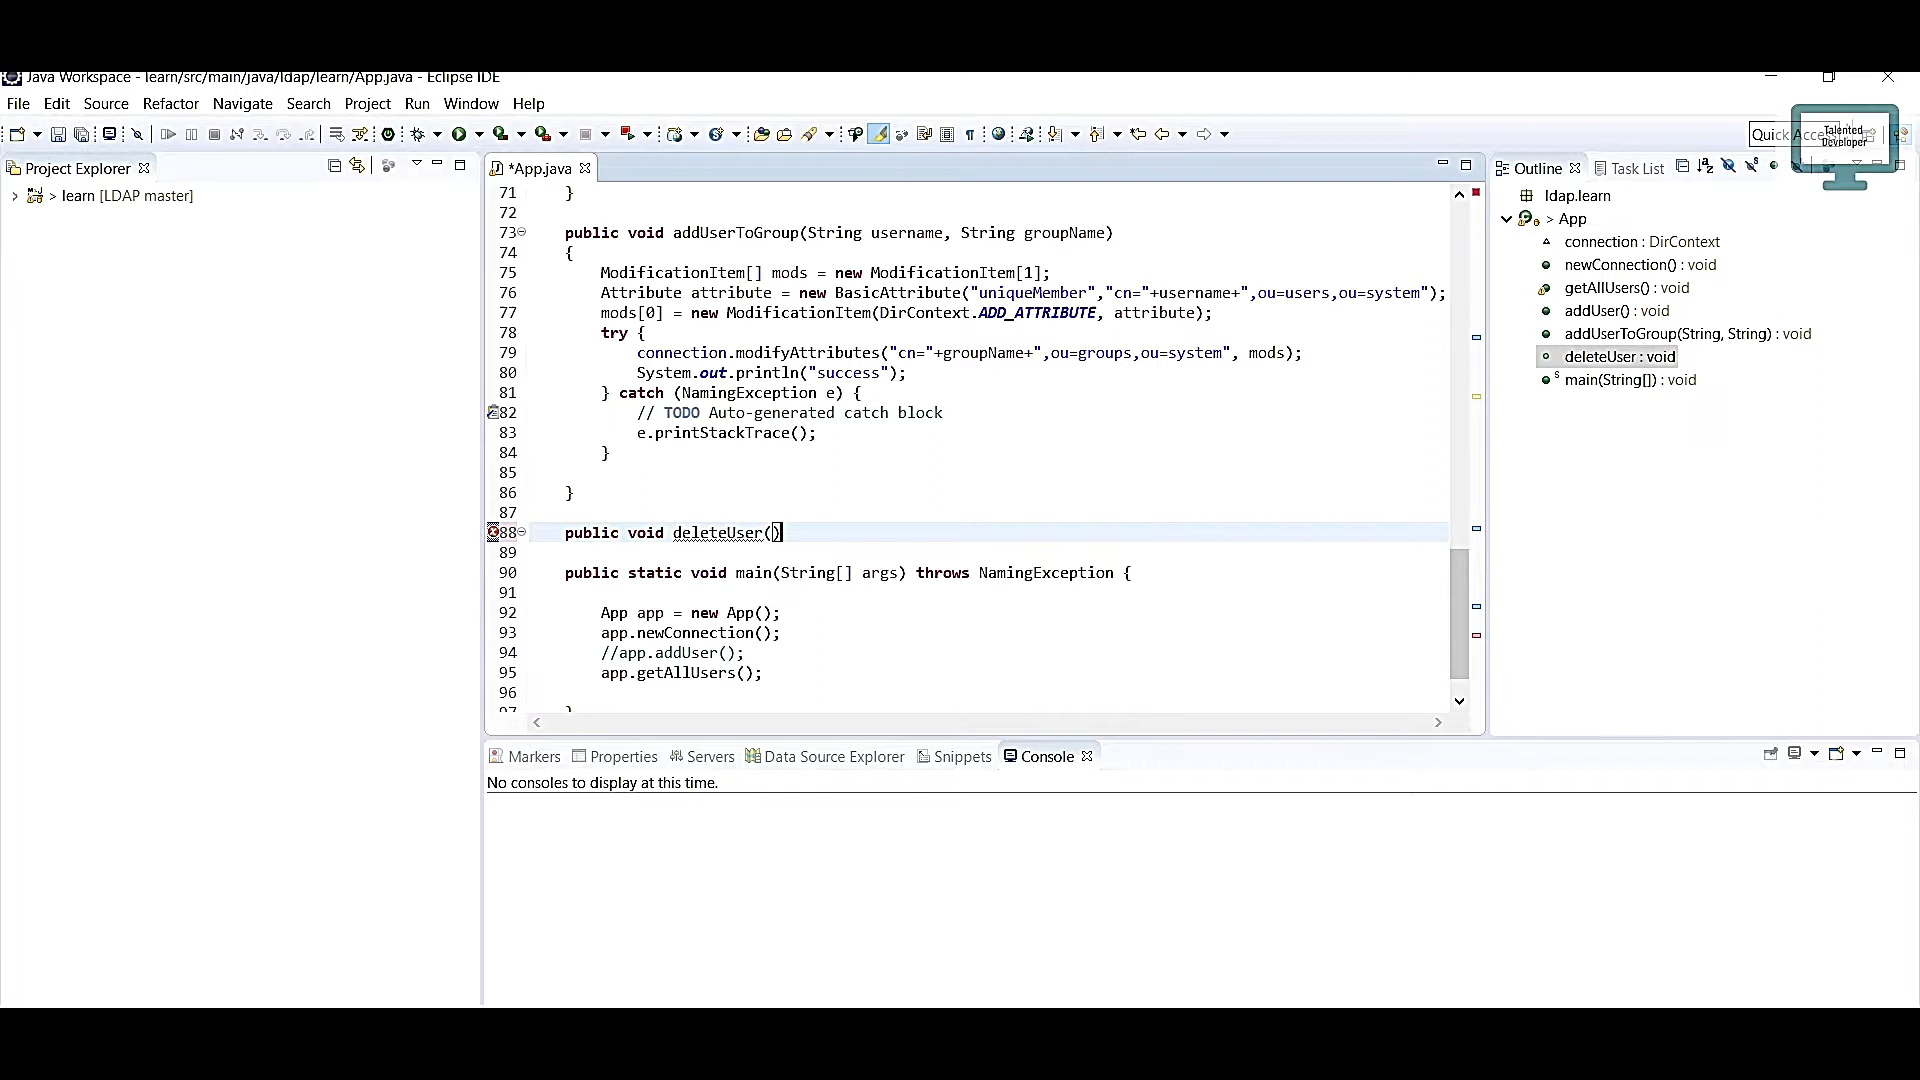 Java Workspace - learn/src/main/java/ldap/learn/App.java - Eclipse IDE
File Edit Source Refactor Navigate Search Project Run Window Help
Quick Access
Talented
Developer
Project Explorer
> learn [LDAP master]
*App.java
71 }
72
73 public void addUserToGroup(String username, String groupName)
74 {
75 ModificationItem[] mods = new ModificationItem[1];
76 Attribute attribute = new BasicAttribute("uniqueMember","cn="+username+",ou=users,ou=system");
77 mods[0] = new ModificationItem(DirContext.ADD_ATTRIBUTE, attribute);
78 try {
79 connection.modifyAttributes("cn="+groupName+",ou=groups,ou=system", mods);
80 System.out.println("success");
81 } catch (NamingException e) {
82 // TODO Auto-generated catch block
83 e.printStackTrace();
84 }
85
86 }
87
88 public void deleteUser()
89
90 public static void main(String[] args) throws NamingException {
91
92 App app = new App();
93 app.newConnection();
94 //app.addUser();
95 app.getAllUsers();
96
97 }
Outline Task List
ldap.learn
> App
connection : DirContext
newConnection() : void
getAllUsers() : void
addUser() : void
addUserToGroup(String, String) : void
deleteUser : void
S main(String[]) : void
Markers Properties Servers Data Source Explorer Snippets Console
No consoles to display at this time.